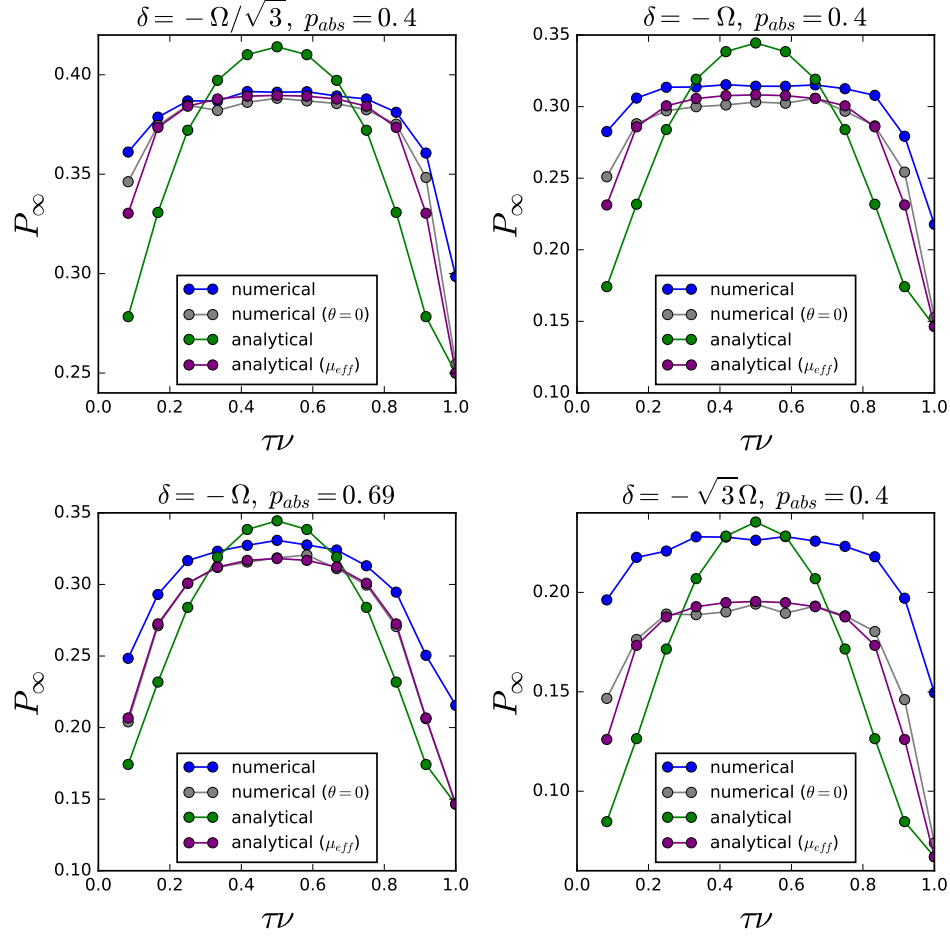 δ = − Ω/√3, p_abs = 0.4
0.40
0.35
0.30
0.25
P_∞
numerical
numerical (θ = 0)
analytical
analytical (μ_eff)
0.0 0.2 0.4 0.6 0.8 1.0
τν
δ = − Ω, p_abs = 0.4
0.35
0.30
0.25
0.20
0.15
0.10
P_∞
numerical
numerical (θ = 0)
analytical
analytical (μ_eff)
0.0 0.2 0.4 0.6 0.8 1.0
τν
δ = − Ω, p_abs = 0.69
0.35
0.30
0.25
0.20
0.15
0.10
P_∞
numerical
numerical (θ = 0)
analytical
analytical (μ_eff)
0.0 0.2 0.4 0.6 0.8 1.0
τν
δ = − √3Ω, p_abs = 0.4
0.20
0.15
0.10
P_∞
numerical
numerical (θ = 0)
analytical
analytical (μ_eff)
0.0 0.2 0.4 0.6 0.8 1.0
τν